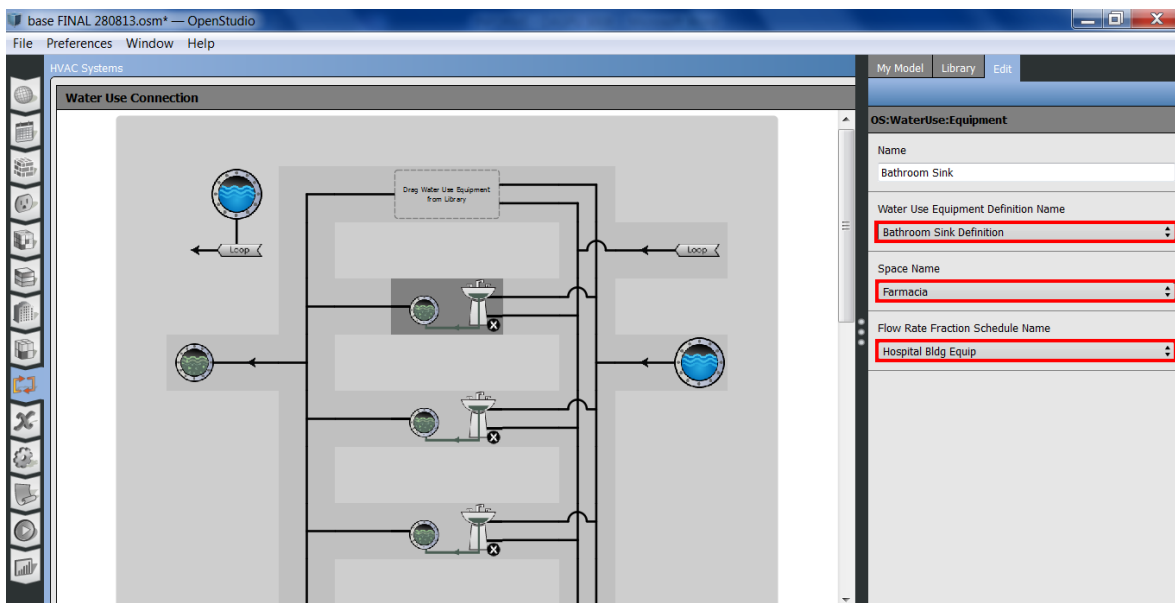 base FINAL 280813.osm* — OpenStudio
File Preferences Window Help
HVAC Systems
My Model Library Edit
Water Use Connection
OS:WaterUse:Equipment
Name
Bathroom Sink
Drag Water Use Equipment
from Library
Water Use Equipment Definition Name
Bathroom Sink Definition
Loop
Loop
Space Name
Farmacia
Flow Rate Fraction Schedule Name
Hospital Bldg Equip